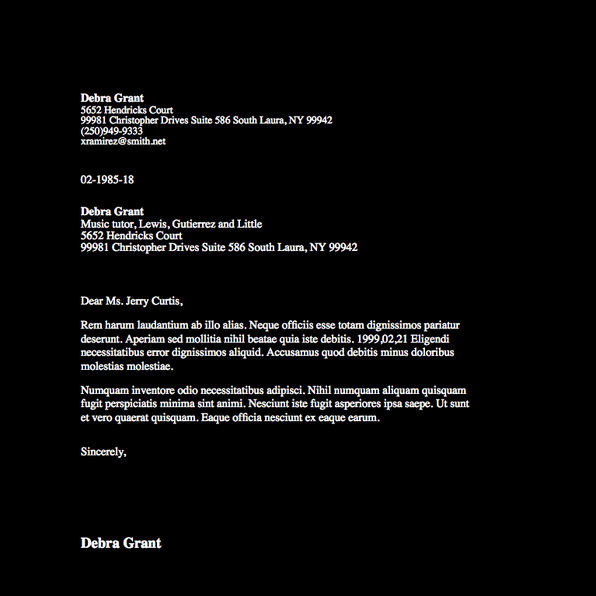 Debra Grant
5652 Hendricks Court
99981 Christopher Drives Suite 586 South Laura, NY 99942
(250)949-9333
xramirez@smith.net
02-1985-18
Debra Grant
Music tutor, Lewis, Gutierrez and Little
5652 Hendricks Court
99981 Christopher Drives Suite 586 South Laura, NY 99942
Dear Ms. Jerry Curtis,
Rem harum laudantium ab illo alias. Neque officiis esse totam dignissimos pariatur
deserunt. Aperiam sed mollitia nihil beatae quia iste debitis. 1999,02,21 Eligendi
necessitatibus error dignissimos aliquid. Accusamus quod debitis minus doloribus
molestias molestiae.
Numquam inventore odio necessitatibus adipisci. Nihil numquam aliquam quisquam
fugit perspiciatis minima sint animi. Nesciunt iste fugit asperiores ipsa saepe. Ut sunt
et vero quaerat quisquam. Eaque officia nesciunt ex eaque earum.
Sincerely,
Debra Grant